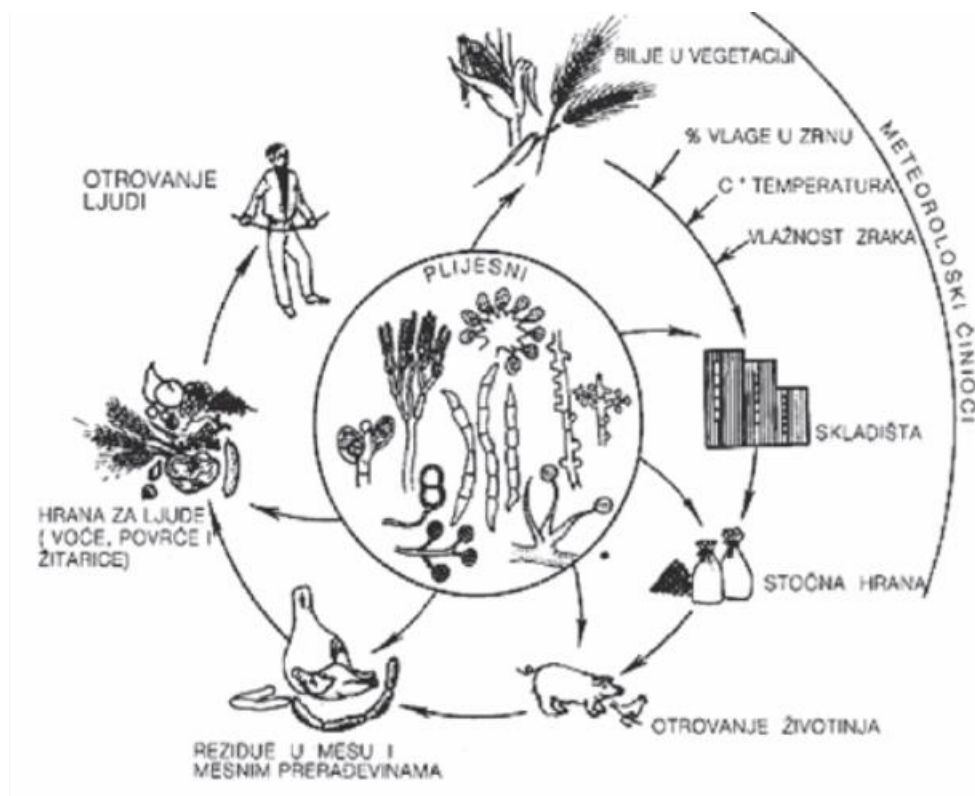 BILJE U VEGETACIJI
% VLAGE U ZRNU
C° TEMPERATURA
VLAŽNOST ZRAKA
METEOROLOŠKI ČINIOCI
OTROVANJE
LJUDI
PLIJESNI
SKLADIŠTA
HRANA ZA LJUDE
( VOĆE, POVRĆE I
ŽITARICE)
STOČNA HRANA
OTROVANJE ŽIVOTINJA
REZIDUE U MESU I
MESNIM PRERAĐEVINAMA